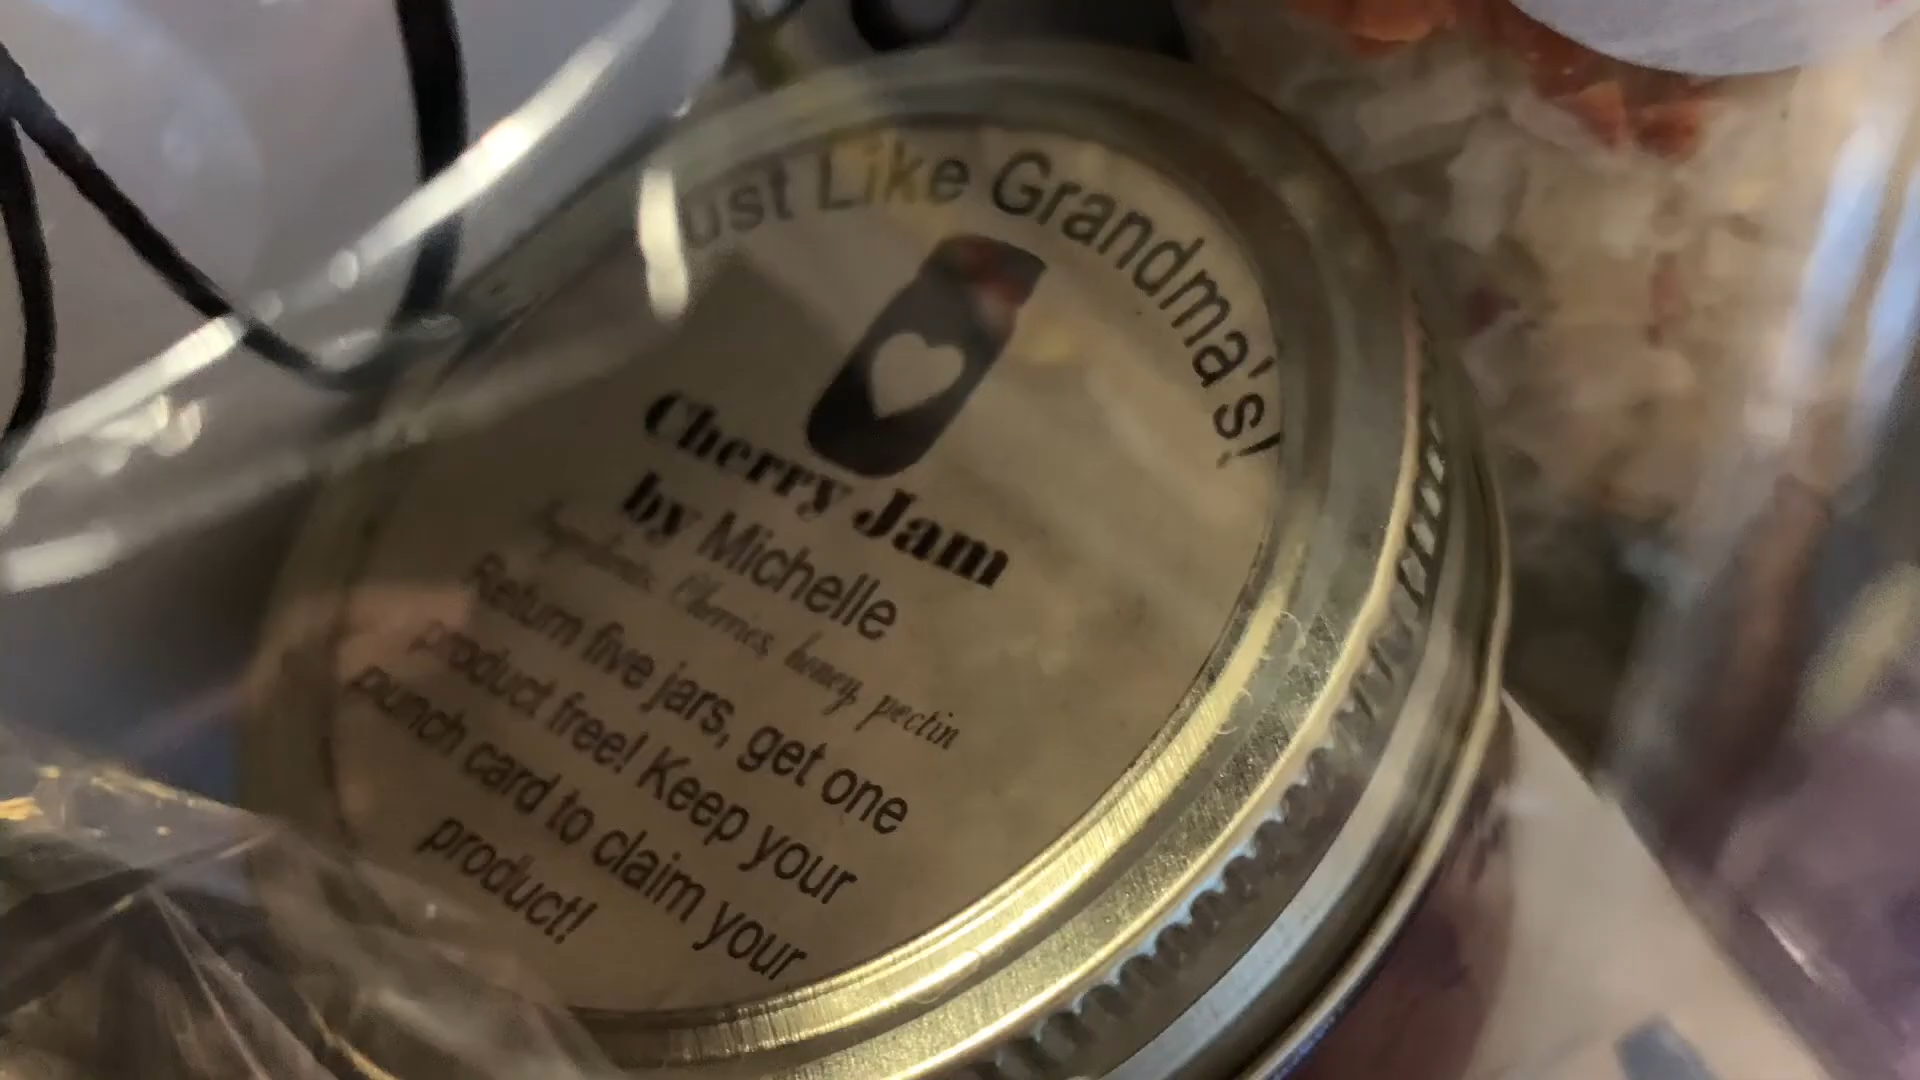 Just Like Grandma's!
Cherry Jam
by Michelle
Ingredients: Cherries, honey, pectin
Return five jars, get one
product free! Keep your
punch card to claim your
product!